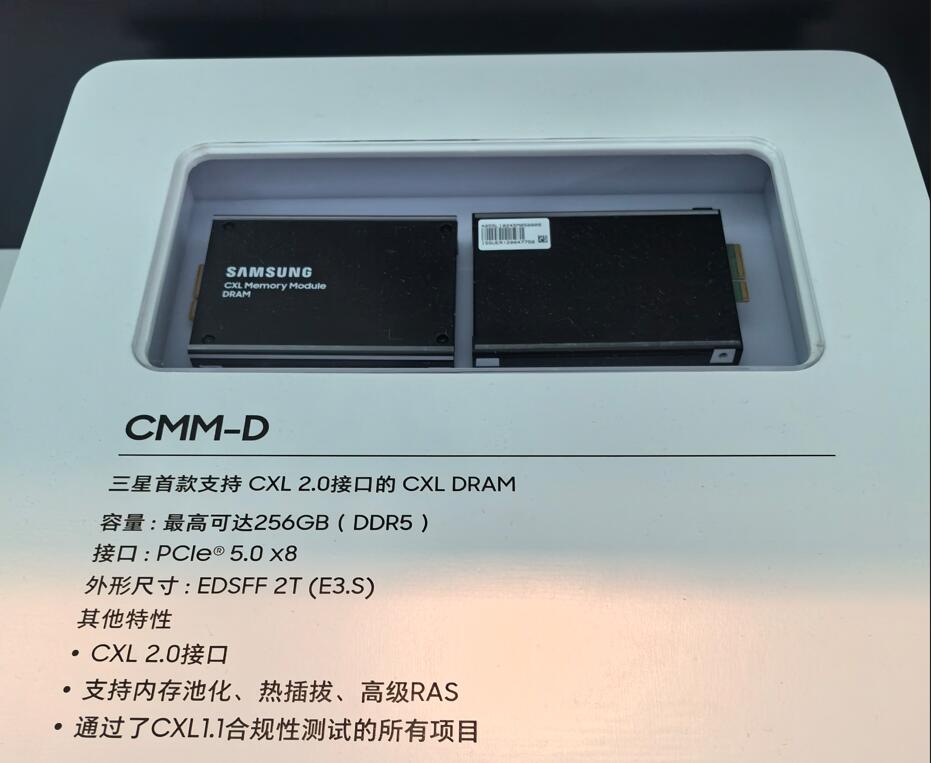 SAMSUNG
CXL Memory Module
DRAM
CMM-D
三星首款支持 CXL 2.0接口的 CXL DRAM
容量 : 最高可达256GB ( DDR5 )
接口 : PCIe® 5.0 x8
外形尺寸 : EDSFF 2T (E3.S)
其他特性
• CXL 2.0接口
• 支持内存池化、热插拔、高级RAS
• 通过了CXL1.1合规性测试的所有项目